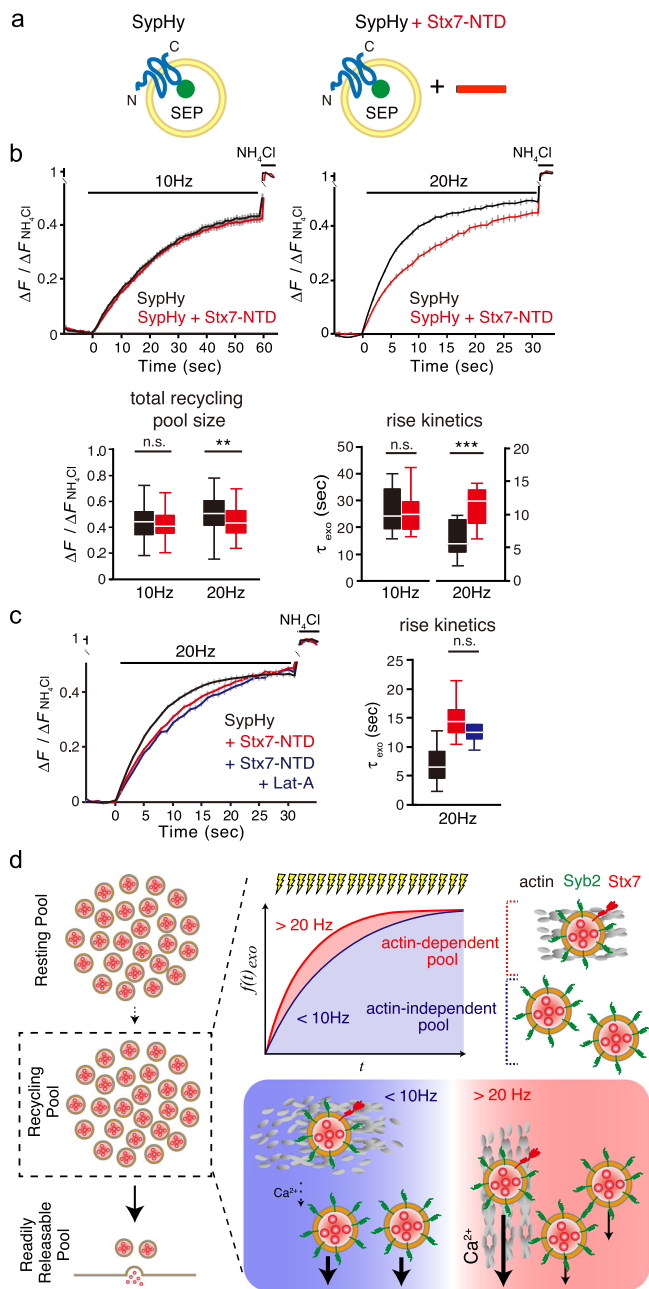 a
SypHy
SypHy + Stx7-NTD
C
N
SEP
C
N
SEP
+
b
NH4Cl
10Hz
1
0.4
0.2
0
ΔF / ΔF NH4Cl
SypHy
SypHy + Stx7-NTD
0 10 20 30 40 50 60
Time (sec)
NH4Cl
20Hz
1
0.4
0.2
0
ΔF / ΔF NH4Cl
SypHy
SypHy + Stx7-NTD
0 5 10 15 20 25 30
Time (sec)
total recycling
pool size
n.s.
**
1.0
0.8
0.6
0.4
0.2
0
ΔF / ΔF NH4Cl
10Hz 20Hz
rise kinetics
n.s.
***
50
40
30
20
10
0
τ exo (sec)
20
15
10
5
0
10Hz 20Hz
c
NH4Cl
20Hz
1
0.4
0.2
0
ΔF / ΔF NH4Cl
SypHy
+ Stx7-NTD
+ Stx7-NTD
+ Lat-A
0 5 10 15 20 25 30 35
Time (sec)
rise kinetics
n.s.
25
20
15
10
5
0
τ exo (sec)
20Hz
d
Resting Pool
Recycling
Pool
Readily
Releasable
Pool
> 20 Hz
actin-dependent
pool
< 10Hz
actin-independent
pool
f(t)exo
t
actin Syb2 Stx7
< 10Hz
Ca2+
> 20 Hz
Ca2+